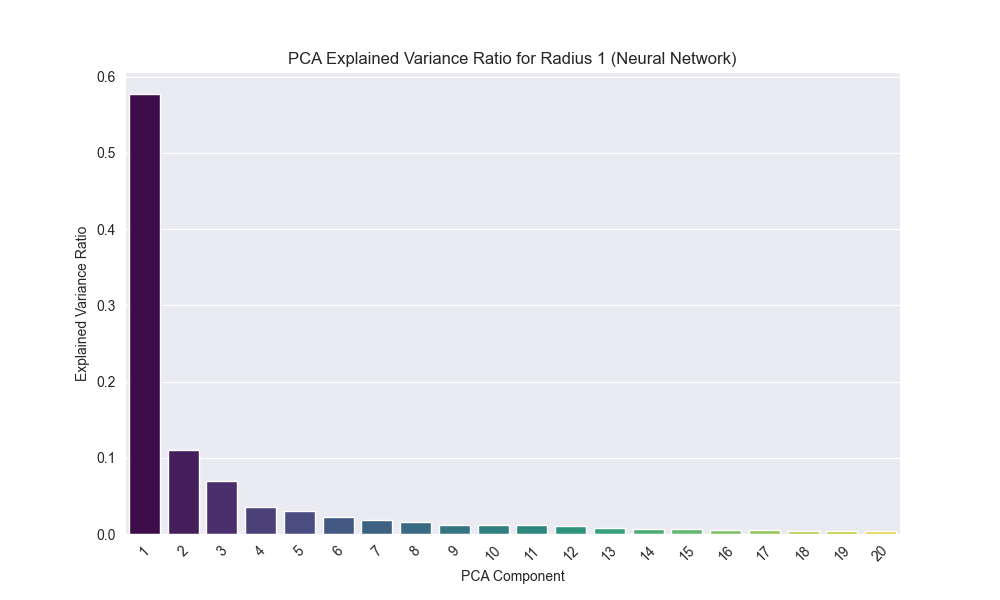 PCA Explained Variance Ratio for Radius 1 (Neural Network)
0.6
0.5
0.4
0.3
0.2
0.1
0.0
Explained Variance Ratio
1 2 3 4 5 6 7 8 9 10 11 12 13 14 15 16 17 18 19 20
PCA Component